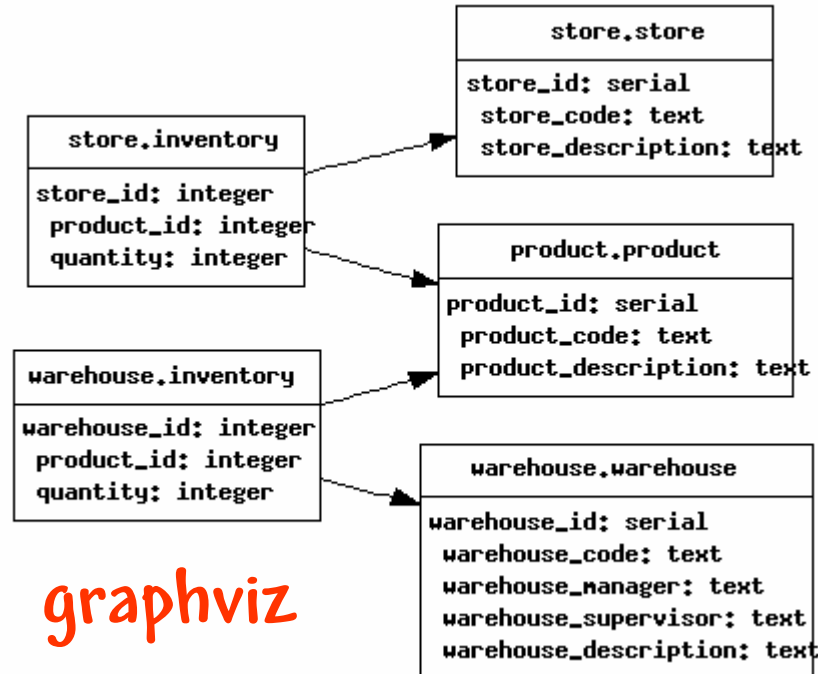 store.store
store_id: serial
store_code: text
store_description: text
store.inventory
store_id: integer
product_id: integer
quantity: integer
product.product
product_id: serial
product_code: text
product_description: text
warehouse.inventory
warehouse_id: integer
product_id: integer
quantity: integer
warehouse.warehouse
warehouse_id: serial
warehouse_code: text
warehouse_manager: text
warehouse_supervisor: text
warehouse_description: text
graphviz